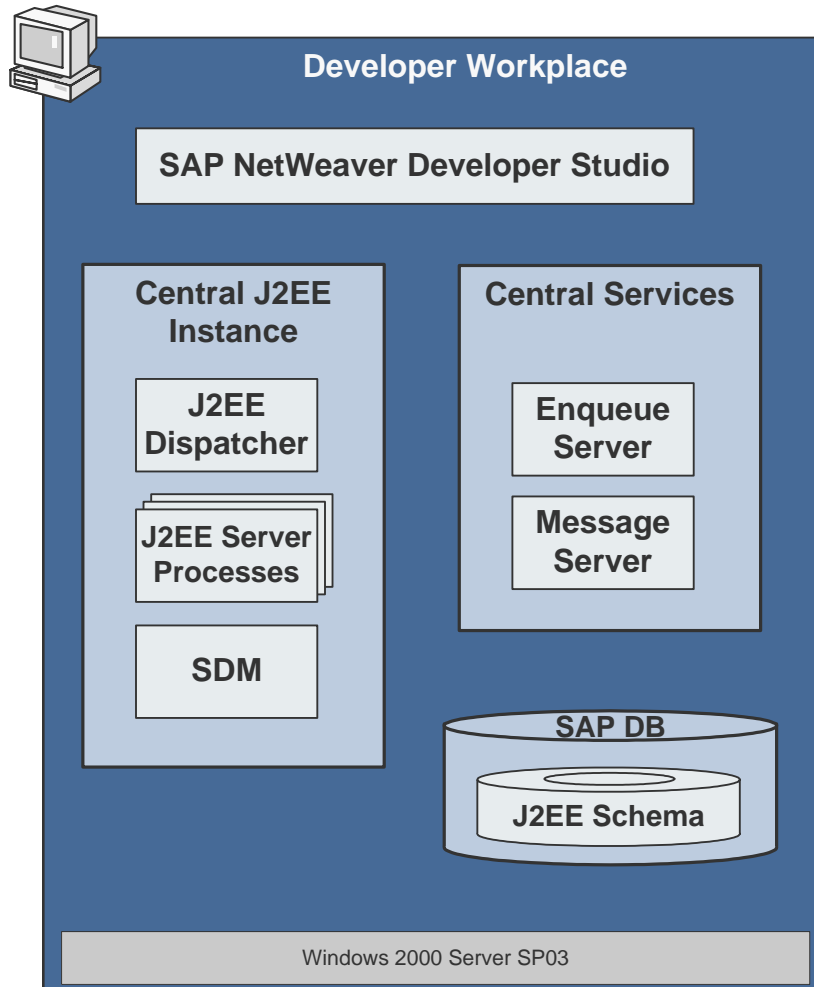 Developer Workplace
SAP NetWeaver Developer Studio
Central J2EE
Instance
J2EE
Dispatcher
J2EE Server
Processes
SDM
Central Services
Enqueue
Server
Message
Server
SAP DB
J2EE Schema
Windows 2000 Server SP03